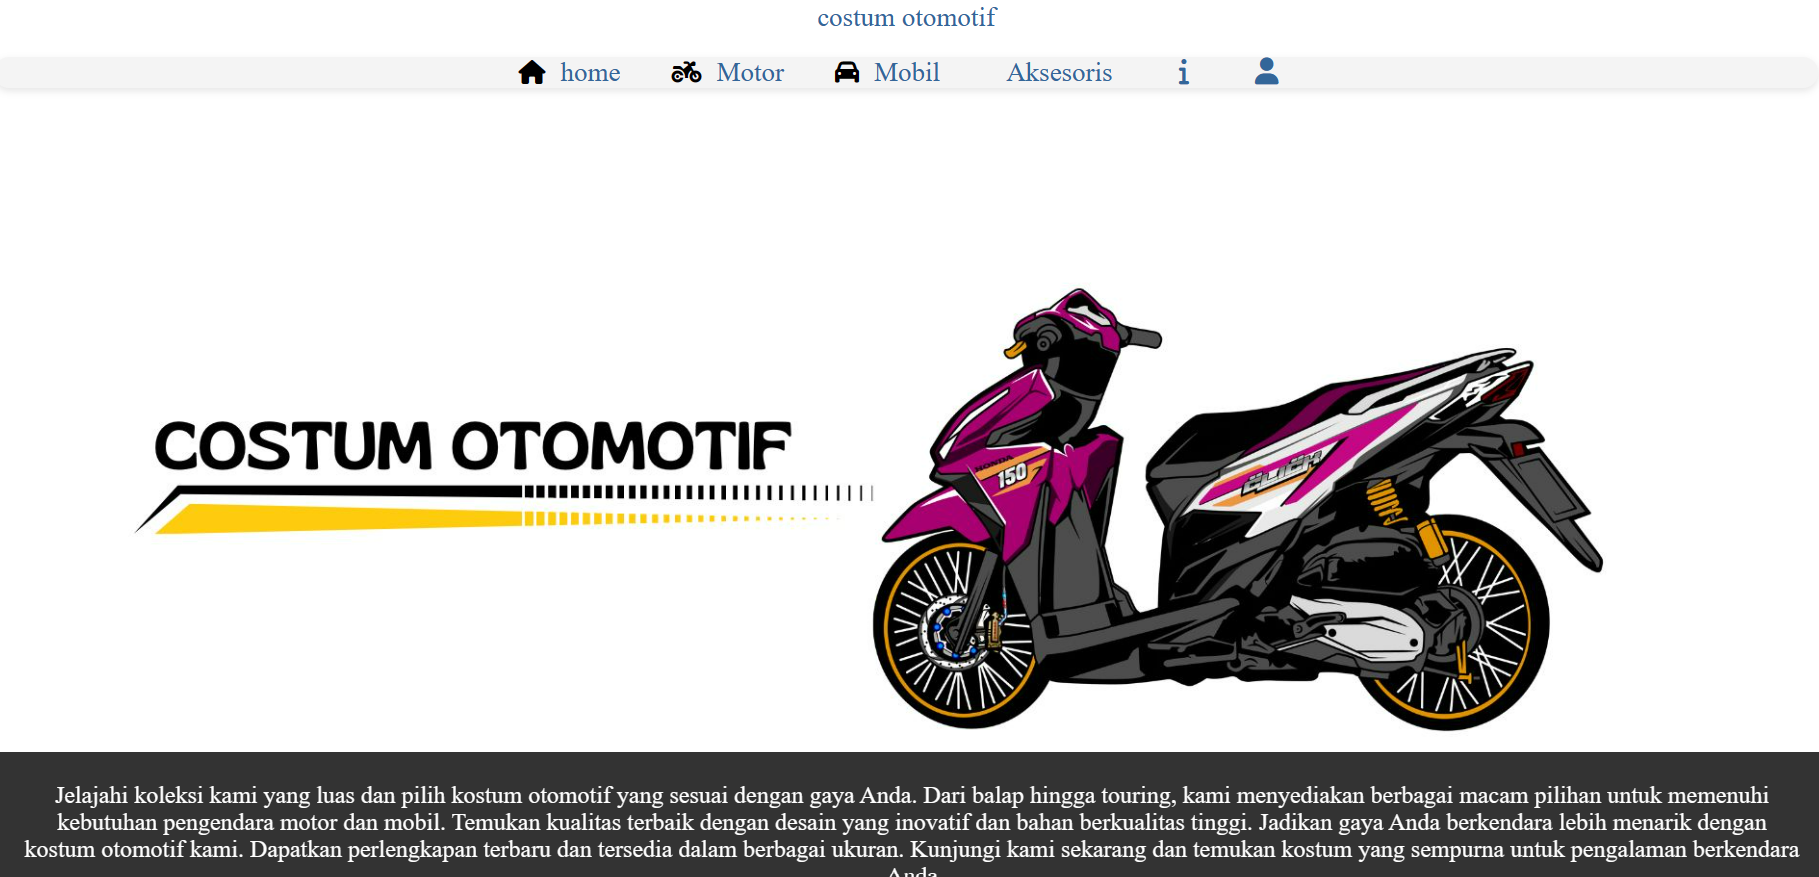 costum otomotif
home Motor Mobil Aksesoris
COSTUM OTOMOTIF
HONDA
150
CLICK
Jelajahi koleksi kami yang luas dan pilih kostum otomotif yang sesuai dengan gaya Anda. Dari balap hingga touring, kami menyediakan berbagai macam pilihan untuk memenuhi
kebutuhan pengendara motor dan mobil. Temukan kualitas terbaik dengan desain yang inovatif dan bahan berkualitas tinggi. Jadikan gaya Anda berkendara lebih menarik dengan
kostum otomotif kami. Dapatkan perlengkapan terbaru dan tersedia dalam berbagai ukuran. Kunjungi kami sekarang dan temukan kostum yang sempurna untuk pengalaman berkendara
Anda